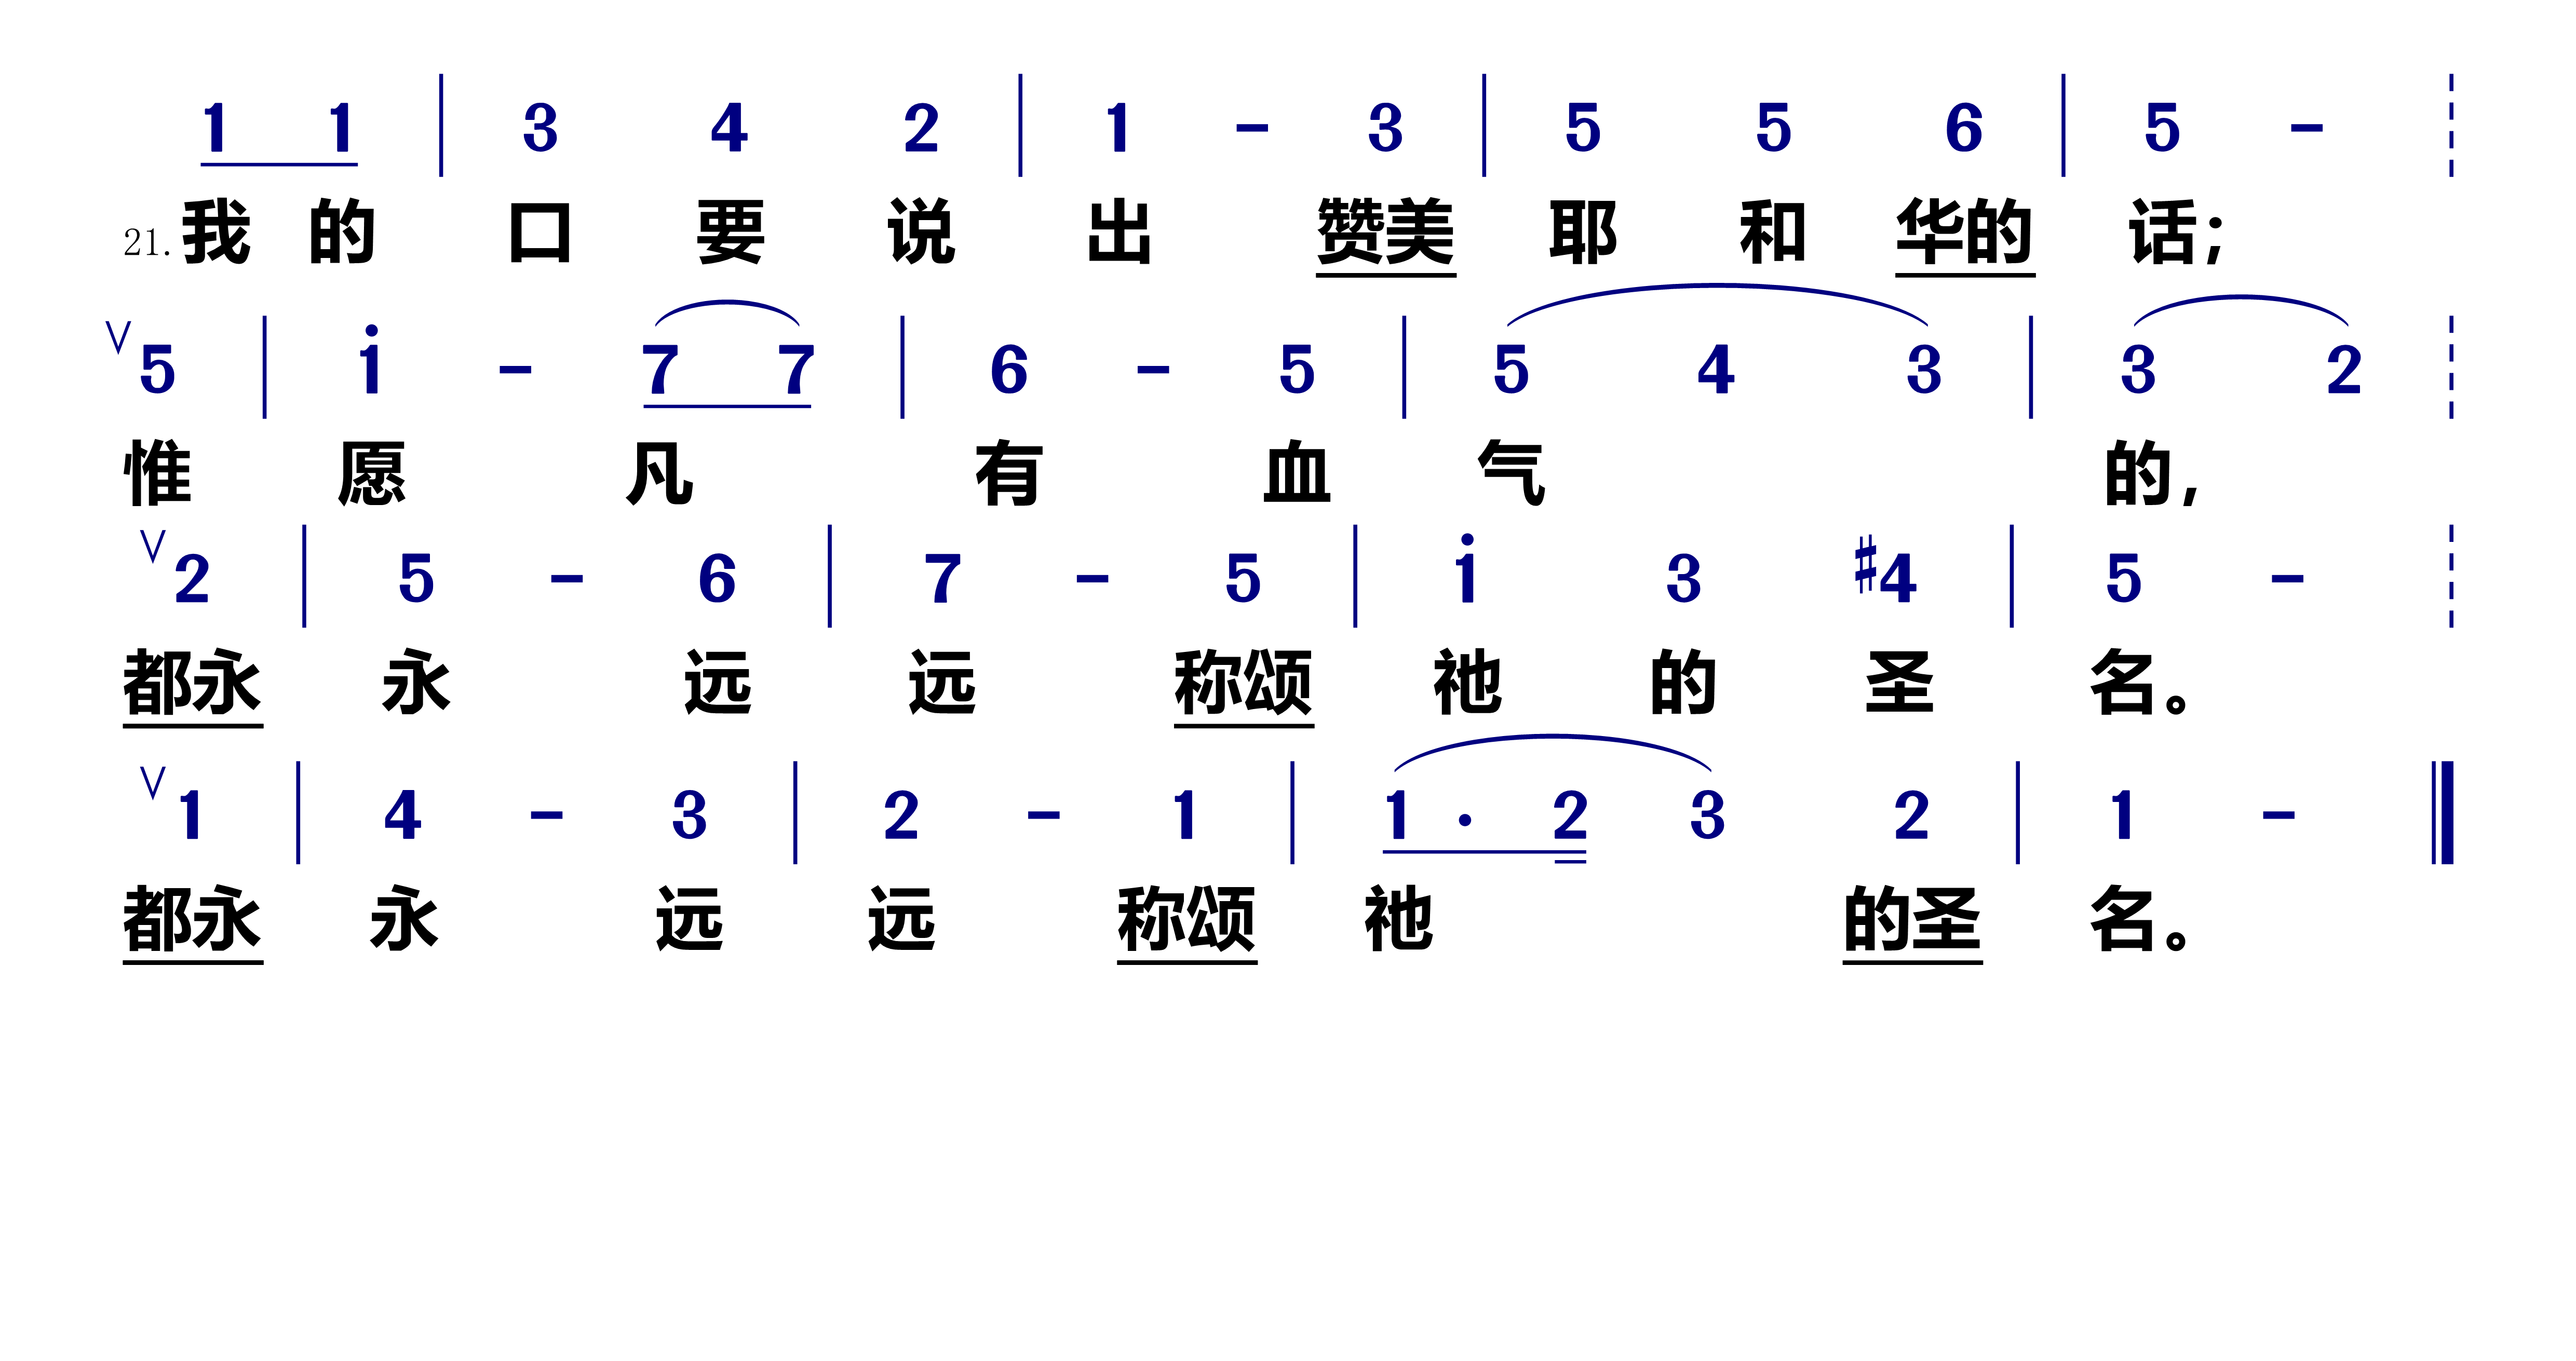 1 1 | 3 4 2 | 1 - 3 | 5 5 6 | 5 - ¦
21. 我 的 口 要 说 出 赞美 耶 和 华的 话;
∨ 5 | i - 7 7 | 6 - 5 | 5 4 3 | 3 2 ¦
惟 愿 凡 有 血 气 的,
∨ 2 | 5 - 6 | 7 - 5 | i 3 #4 | 5 - ¦
都永 永 远 远 称颂 祂 的 圣 名。
∨ 1 | 4 - 3 | 2 - 1 | 1 · 2 3 2 | 1 - ‖
都永 永 远 远 称颂 祂 的圣 名。